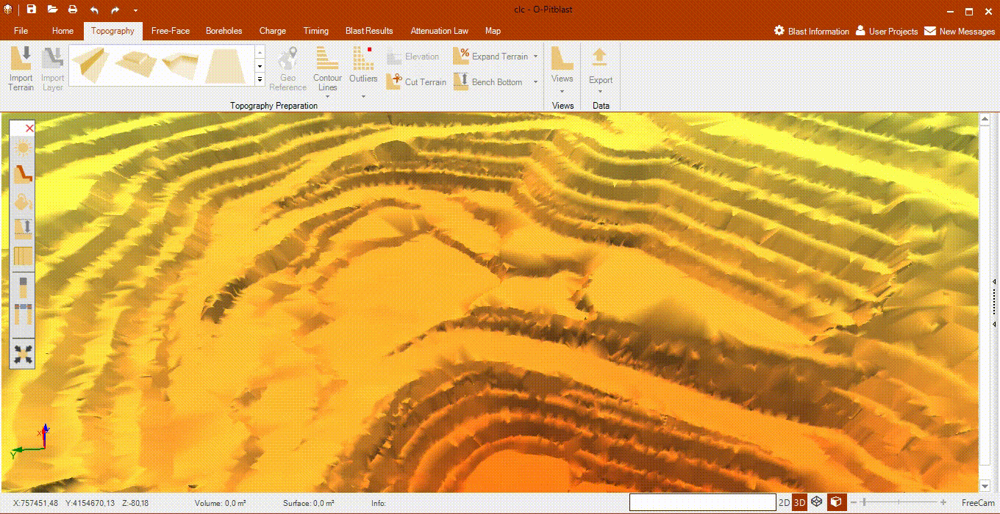 clc - O-Pitblast
File Home Topography Free-Face Boreholes Charge Timing Blast Results Attenuation Law Map Blast Information User Projects New Messages
Import Terrain
Import Layer
Geo Reference
Contour Lines
Outliers
Elevation
Cut Terrain
Expand Terrain
Bench Bottom
Views
Export
Topography Preparation Views Data
X
Y
X:757451,48 Y:4154670,13 Z:-80,18 Volume: 0,0 m³ Surface: 0,0 m² Info: 2D 3D FreeCam